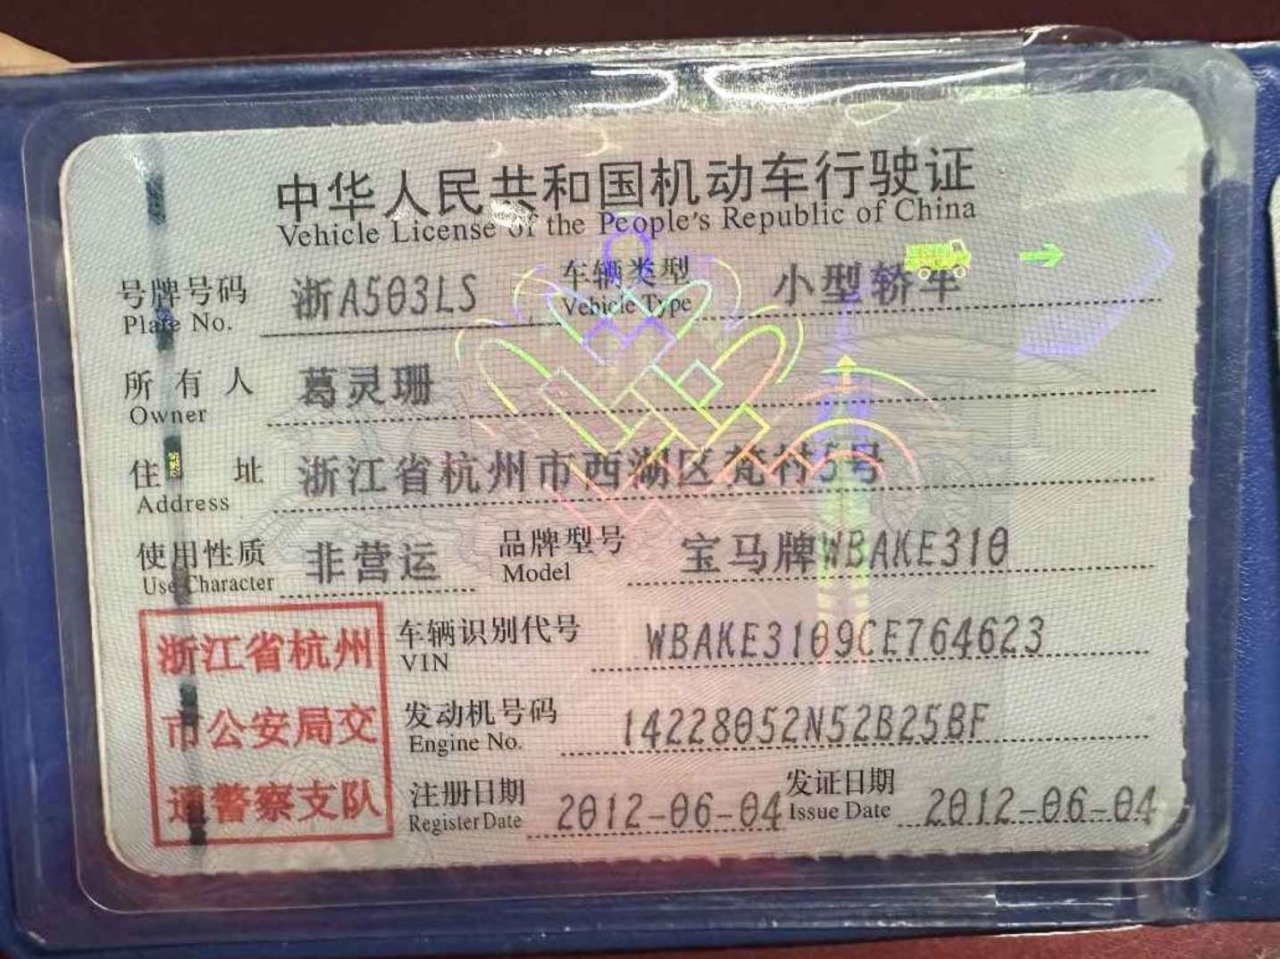 中华人民共和国机动车行驶证
Vehicle License of the People's Republic of China
号牌号码 浙A503LS 车辆类型 小型轿车
Plate No. Vehicle Type
所有人 葛灵珊
Owner
住址 浙江省杭州市西湖区梵村5号
Address
使用性质 非营运 品牌型号 宝马牌WBAKE310
Use Character Model
浙江省杭州
市公安局交
通警察支队
车辆识别代号 WBAKE3109CE764623
VIN
发动机号码 14228052N52B25BF
Engine No.
注册日期 2012-06-04 发证日期 2012-06-04
Register Date Issue Date